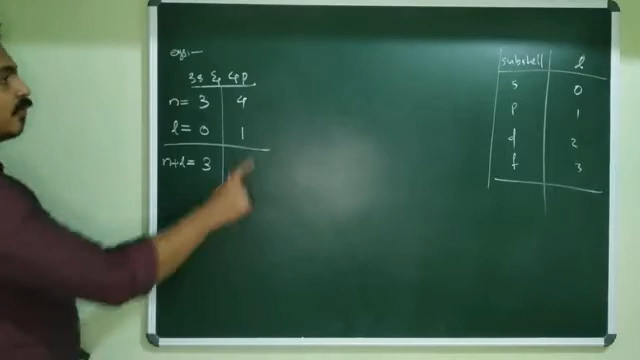 eg:-
3s & 4p
n = 3 4
l = 0 1
n+l = 3
subshell l
s 0
p 1
d 2
f 3